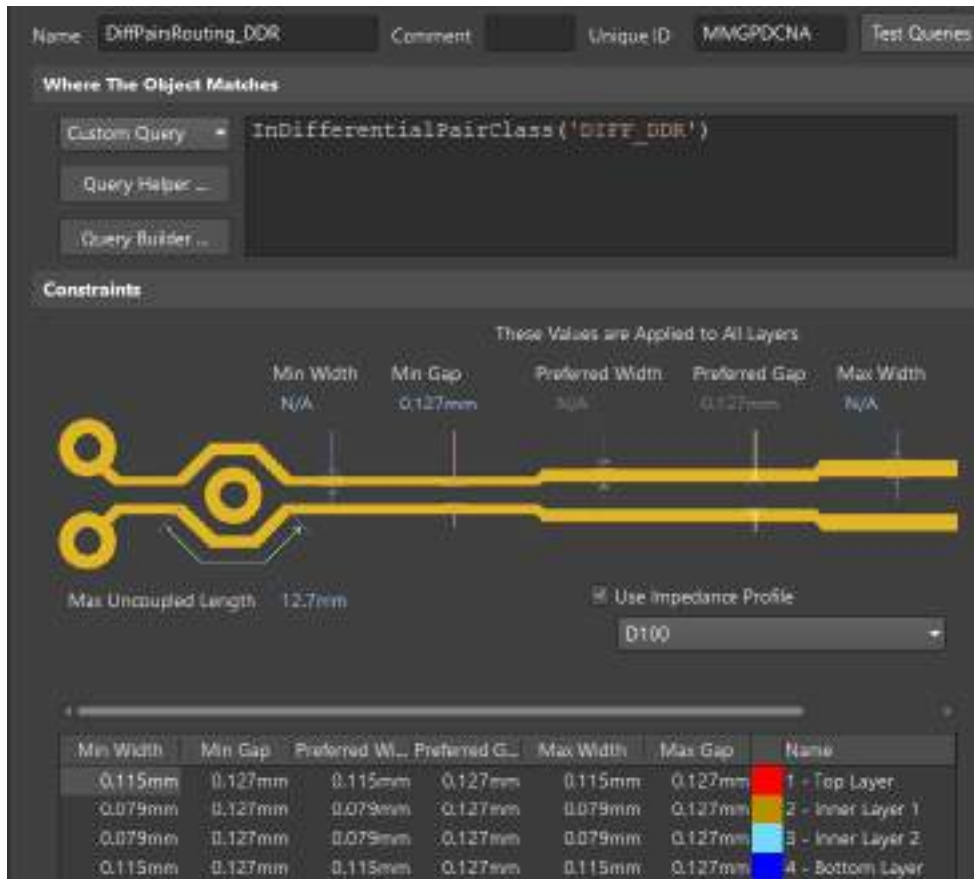 Name DiffPairsRouting_DDR Comment Unique ID MMGPDCNA Test Queries
Where The Object Matches
Custom Query InDifferentialPairClass('DIFF_DDR')
Query Helper ...
Query Builder ...
Constraints
These Values are Applied to All Layers
Min Width Min Gap Preferred Width Preferred Gap Max Width
N/A 0.127mm N/A 0.127mm N/A
Max Uncoupled Length 12.7mm
Use Impedance Profile
D100
Min Width Min Gap Preferred Wi... Preferred G... Max Width Max Gap Name
0.115mm 0.127mm 0.115mm 0.127mm 0.115mm 0.127mm 1 - Top Layer
0.079mm 0.127mm 0.079mm 0.127mm 0.079mm 0.127mm 2 - Inner Layer 1
0.079mm 0.127mm 0.079mm 0.127mm 0.079mm 0.127mm 3 - Inner Layer 2
0.115mm 0.127mm 0.115mm 0.127mm 0.115mm 0.127mm 4 - Bottom Layer